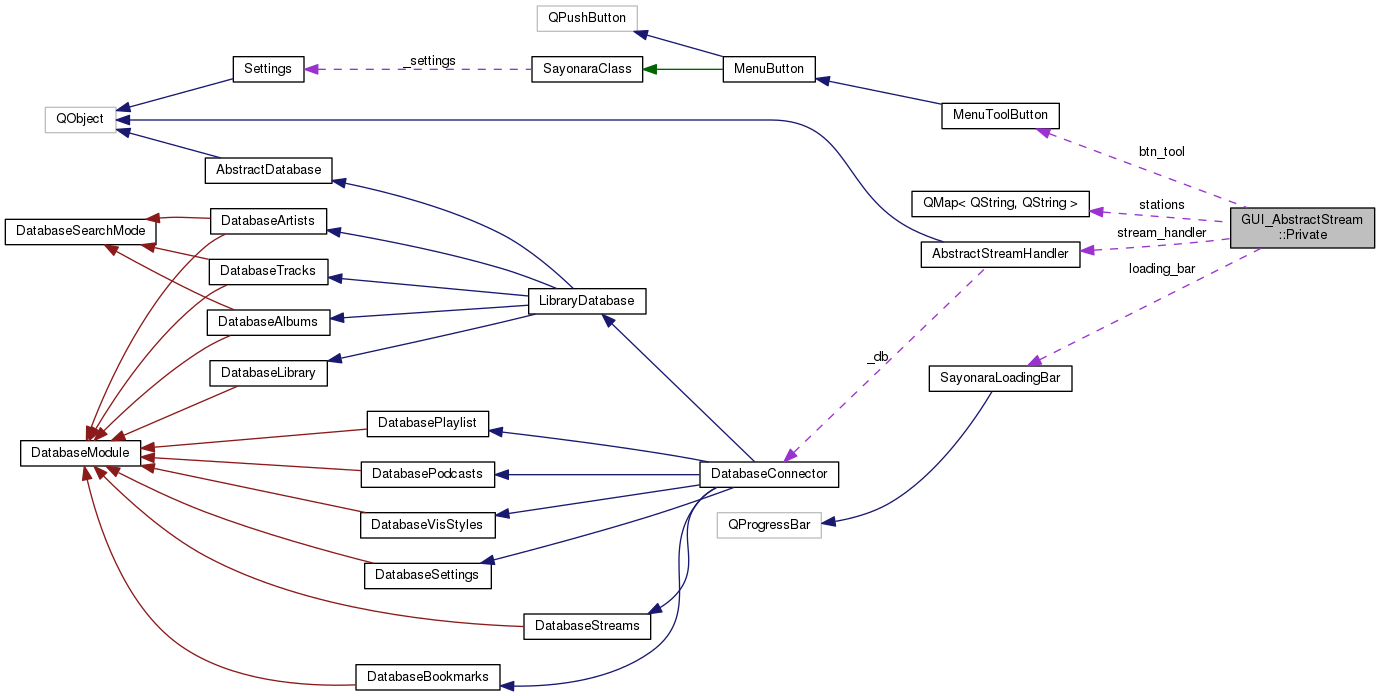 QPushButton
Settings
_settings
SayonaraClass
MenuButton
QObject
MenuToolButton
btn_tool
AbstractDatabase
QMap< QString, QString >
stations
GUI_AbstractStream
::Private
DatabaseSearchMode
DatabaseArtists
stream_handler
AbstractStreamHandler
DatabaseTracks
loading_bar
LibraryDatabase
DatabaseAlbums
_db
DatabaseLibrary
SayonaraLoadingBar
DatabasePlaylist
DatabaseModule
DatabasePodcasts
DatabaseConnector
DatabaseVisStyles
QProgressBar
DatabaseSettings
DatabaseStreams
DatabaseBookmarks